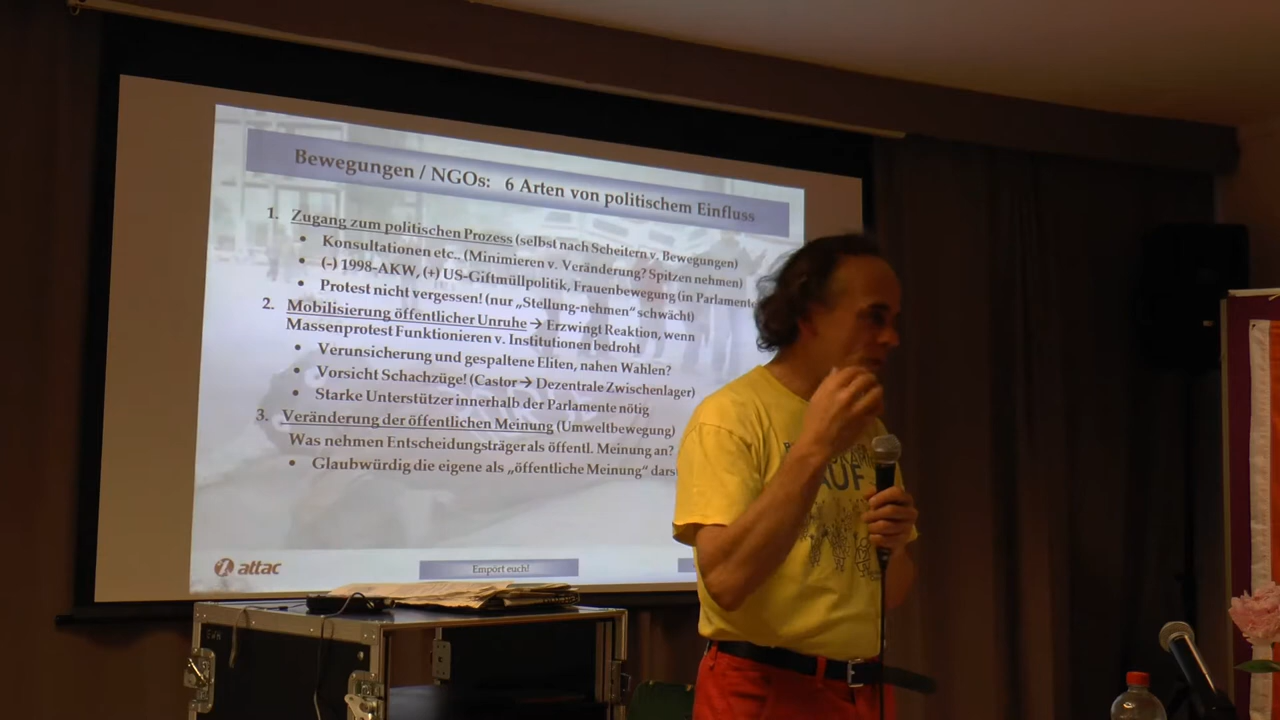 Bewegungen / NGOs: 6 Arten von politischem Einfluss
1. Zugang zum politischen Prozess (selbst nach Scheitern v. Bewegungen)
• Konsultationen etc.. (Minimieren v. Veränderung? Spitzen nehmen)
• (-) 1998-AKW, (+) US-Giftmüllpolitik, Frauenbewegung (in Parlamente
• Protest nicht vergessen! (nur „Stellung-nehmen“ schwächt)
2. Mobilisierung öffentlicher Unruhe → Erzwingt Reaktion, wenn
Massenprotest Funktionieren v. Institutionen bedroht
• Verunsicherung und gespaltene Eliten, nahen Wahlen?
• Vorsicht Schachzüge! (Castor → Dezentrale Zwischenlager)
• Starke Unterstützer innerhalb der Parlamente nötig
3. Veränderung der öffentlichen Meinung (Umweltbewegung)
Was nehmen Entscheidungsträger als öffentl. Meinung an?
• Glaubwürdig die eigene als „öffentliche Meinung“ dars
attac
Empört euch!
AUF